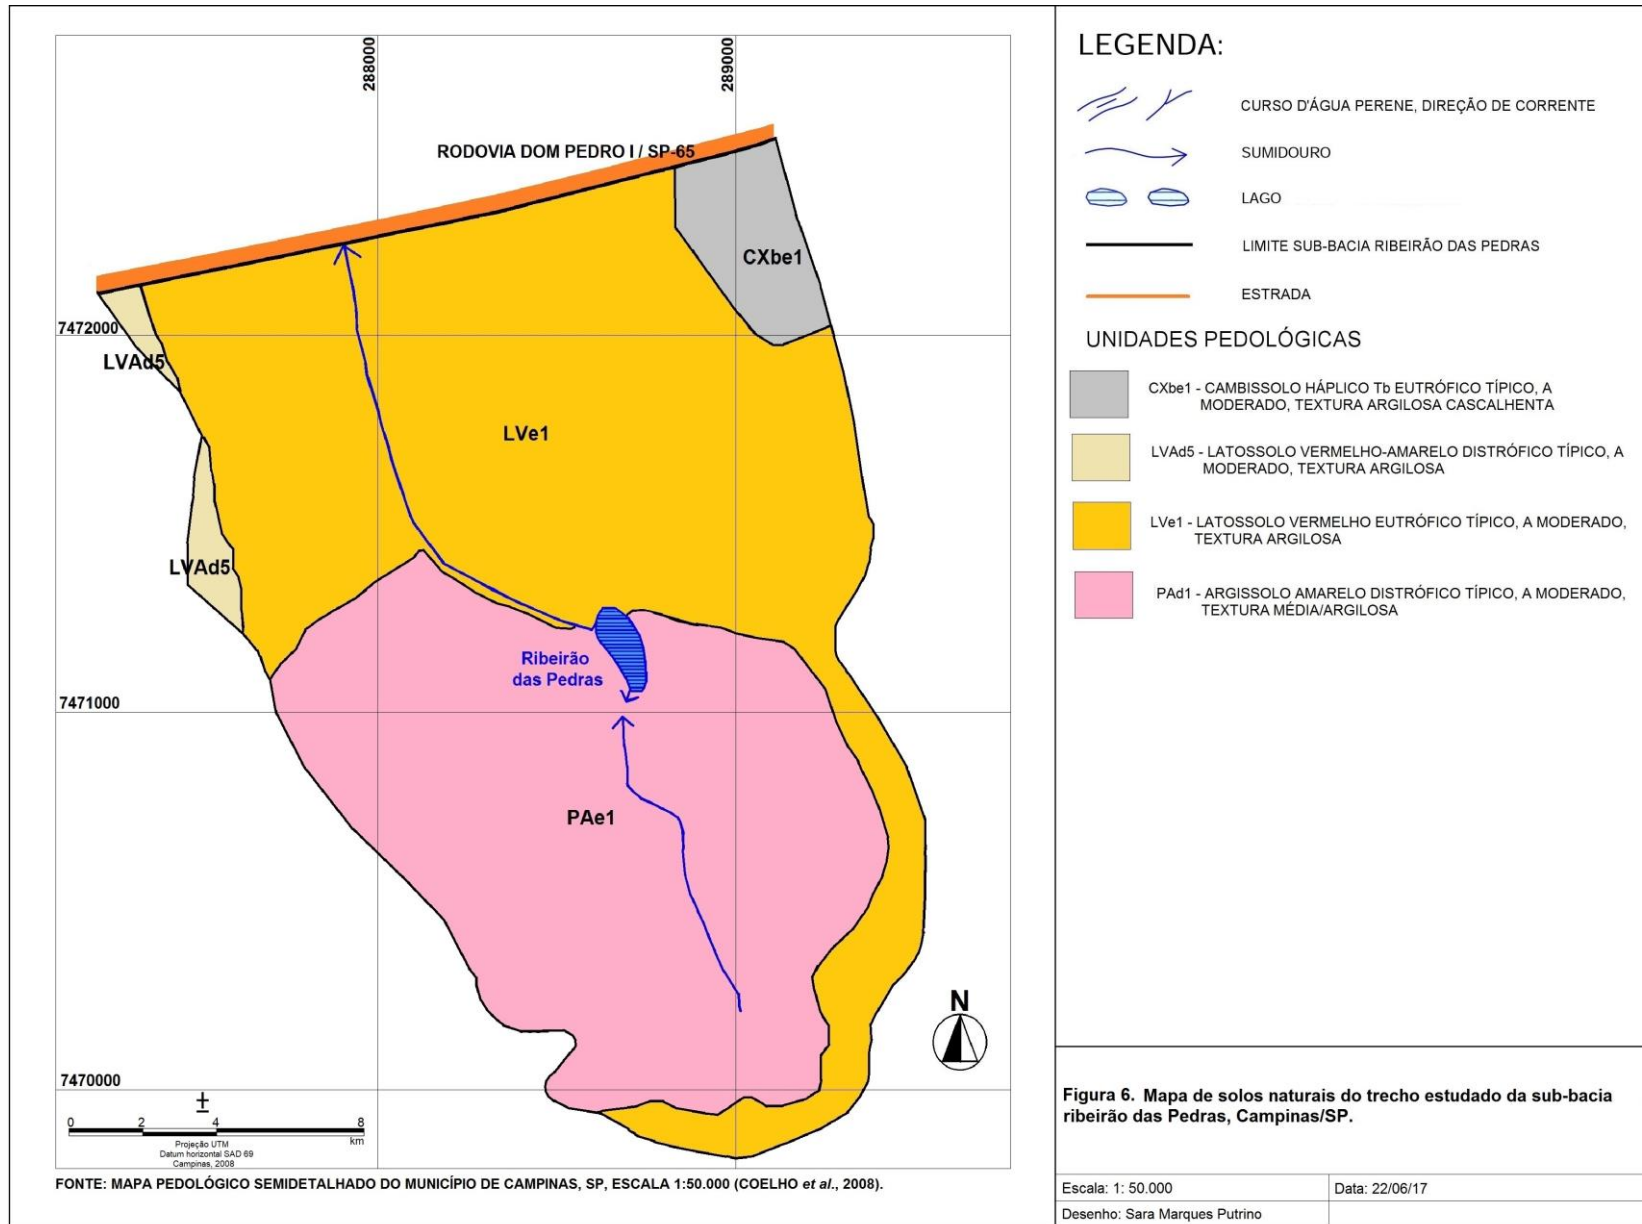 288000
289000
RODOVIA DOM PEDRO I / SP-65
CXbe1
7472000
LVAd5
LVe1
LVAd5
Ribeirão
das Pedras
7471000
PAe1
N
7470000
±
0 2 4 8
km
Projeção UTM
Datum horizontal SAD 69
Campinas, 2008
FONTE: MAPA PEDOLÓGICO SEMIDETALHADO DO MUNICÍPIO DE CAMPINAS, SP, ESCALA 1:50.000 (COELHO et al., 2008).
LEGENDA:
CURSO D'ÁGUA PERENE, DIREÇÃO DE CORRENTE
SUMIDOURO
LAGO
LIMITE SUB-BACIA RIBEIRÃO DAS PEDRAS
ESTRADA
UNIDADES PEDOLÓGICAS
CXbe1 - CAMBISSOLO HÁPLICO Tb EUTRÓFICO TÍPICO, A
MODERADO, TEXTURA ARGILOSA CASCALHENTA
LVAd5 - LATOSSOLO VERMELHO-AMARELO DISTRÓFICO TÍPICO, A
MODERADO, TEXTURA ARGILOSA
LVe1 - LATOSSOLO VERMELHO EUTRÓFICO TÍPICO, A MODERADO,
TEXTURA ARGILOSA
PAd1 - ARGISSOLO AMARELO DISTRÓFICO TÍPICO, A MODERADO,
TEXTURA MÉDIA/ARGILOSA
Figura 6. Mapa de solos naturais do trecho estudado da sub-bacia
ribeirão das Pedras, Campinas/SP.
Escala: 1: 50.000
Data: 22/06/17
Desenho: Sara Marques Putrino